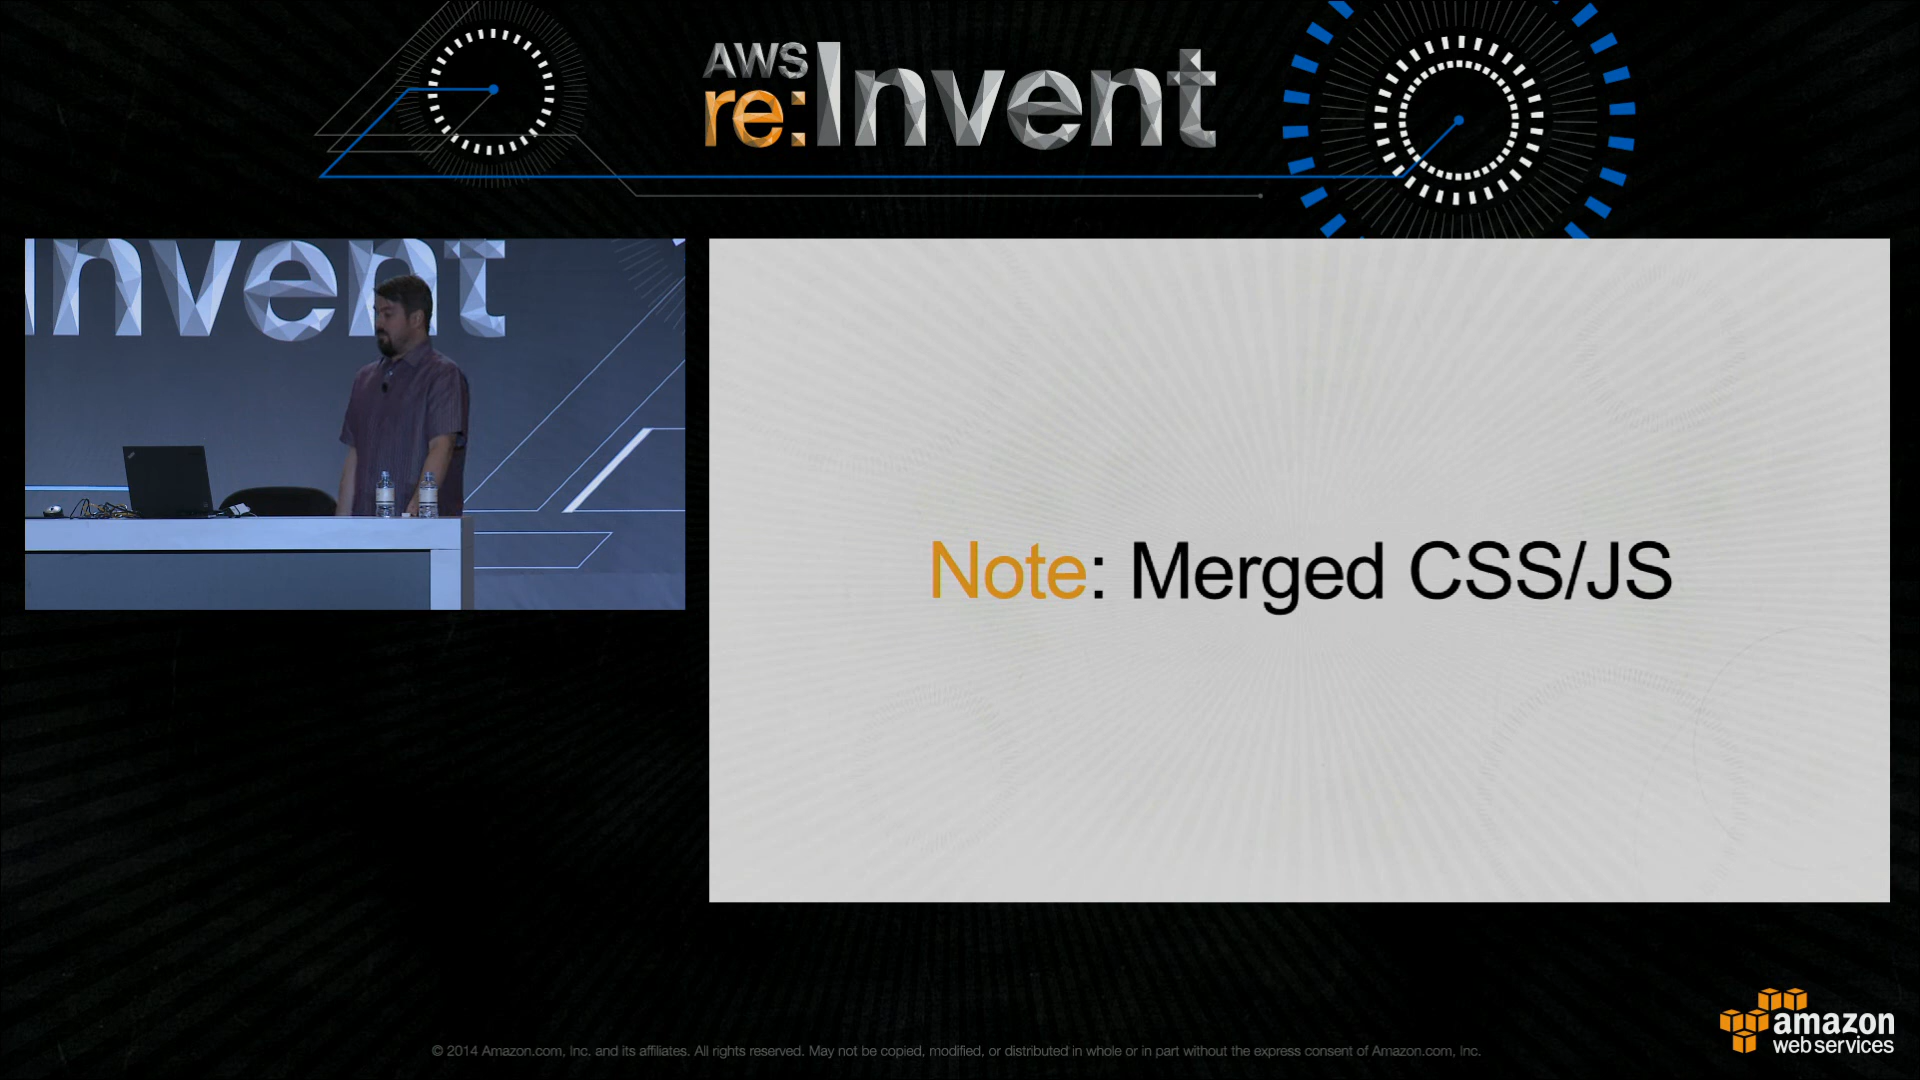 AWS
re:Invent
Invent
Note: Merged CSS/JS
© 2014 Amazon.com, Inc. and its affiliates. All rights reserved. May not be copied, modified, or distributed in whole or in part without the express consent of Amazon.com, Inc.
amazon
web services